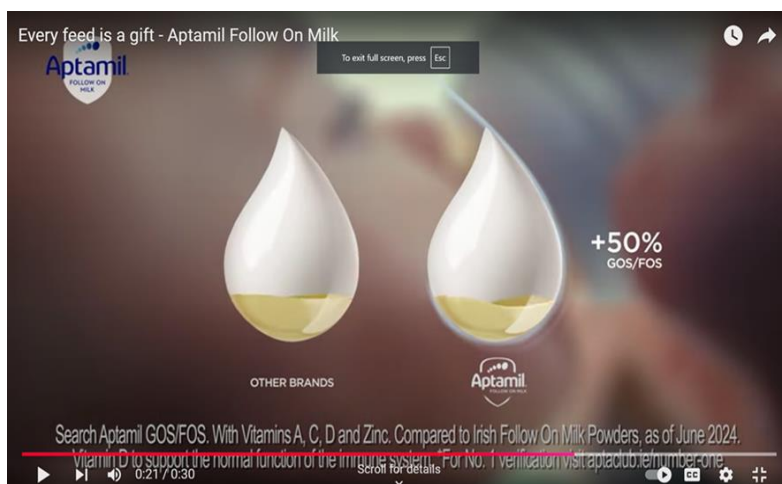 Every feed is a gift - Aptamil Follow On Milk
To exit full screen, press Esc
Aptamil
FOLLOW ON
MILK
+50%
GOS/FOS
OTHER BRANDS
Aptamil
FOLLOW ON MILK
Search Aptamil GOS/FOS. With Vitamins A, C, D and Zinc. Compared to Irish Follow On Milk Powders, as of June 2024.
Vitamin D to support the normal function of the immune system. *For No. 1 verification visit aptaclub.ie/number-one
0:21 / 0:30
Scroll for details
CC